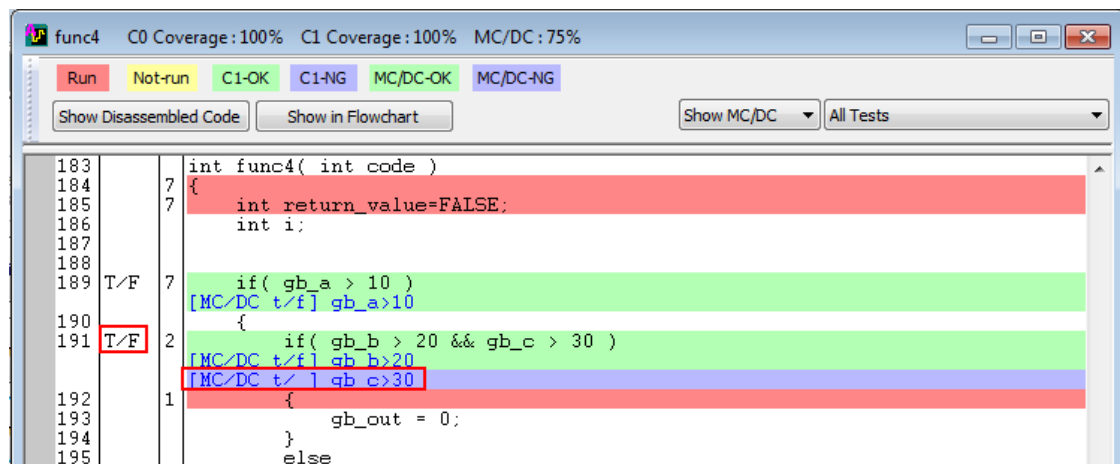 func4 C0 Coverage : 100% C1 Coverage : 100% MC/DC : 75%
Run Not-run C1-OK C1-NG MC/DC-OK MC/DC-NG
Show Disassembled Code Show in Flowchart Show MC/DC All Tests
183 int func4( int code )
184 7 {
185 7 int return_value=FALSE;
186 int i;
187
188
189 T/F 7 if( gb_a > 10 )
[MC/DC t/f] gb_a>10
190 {
191 T/F 2 if( gb_b > 20 && gb_c > 30 )
[MC/DC t/f] gb_b>20
[MC/DC t/ ] gb_c>30
192 1 {
193 gb_out = 0;
194 }
195 else